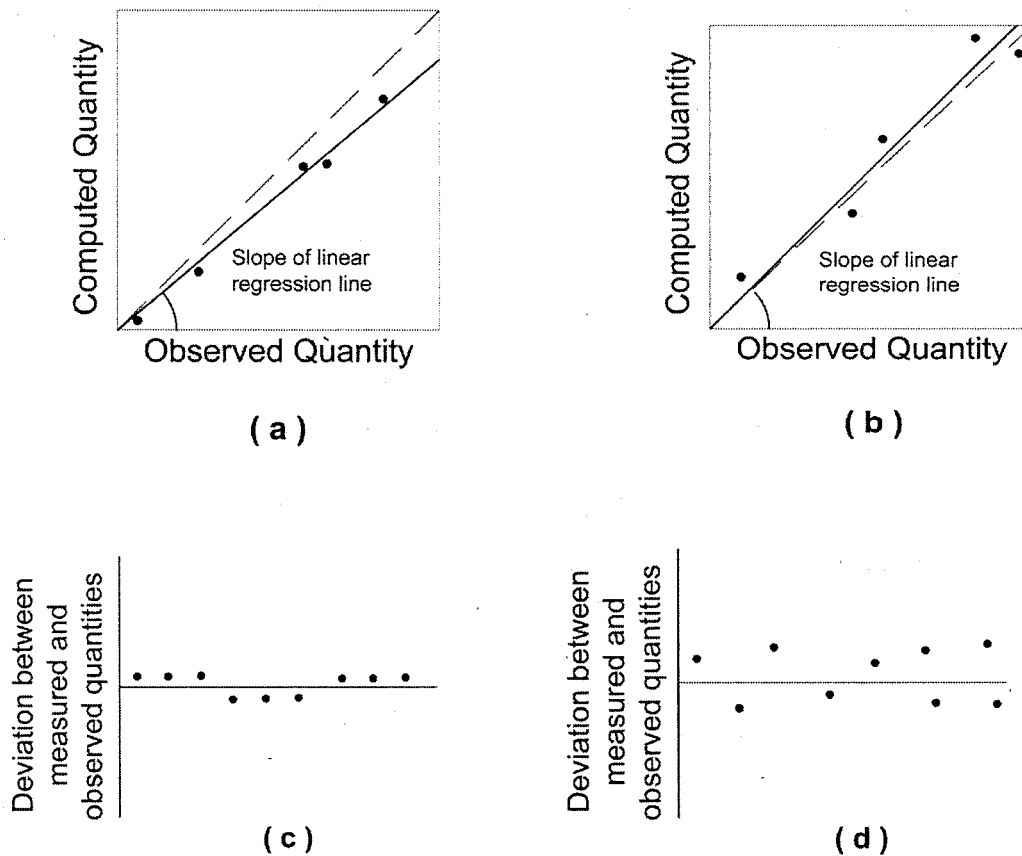 Computed Quantity
Slope of linear
regression line
Observed Quantity
( a )
Computed Quantity
Slope of linear
regression line
Observed Quantity
( b )
Deviation between
measured and
observed quantities
( c )
Deviation between
measured and
observed quantities
( d )